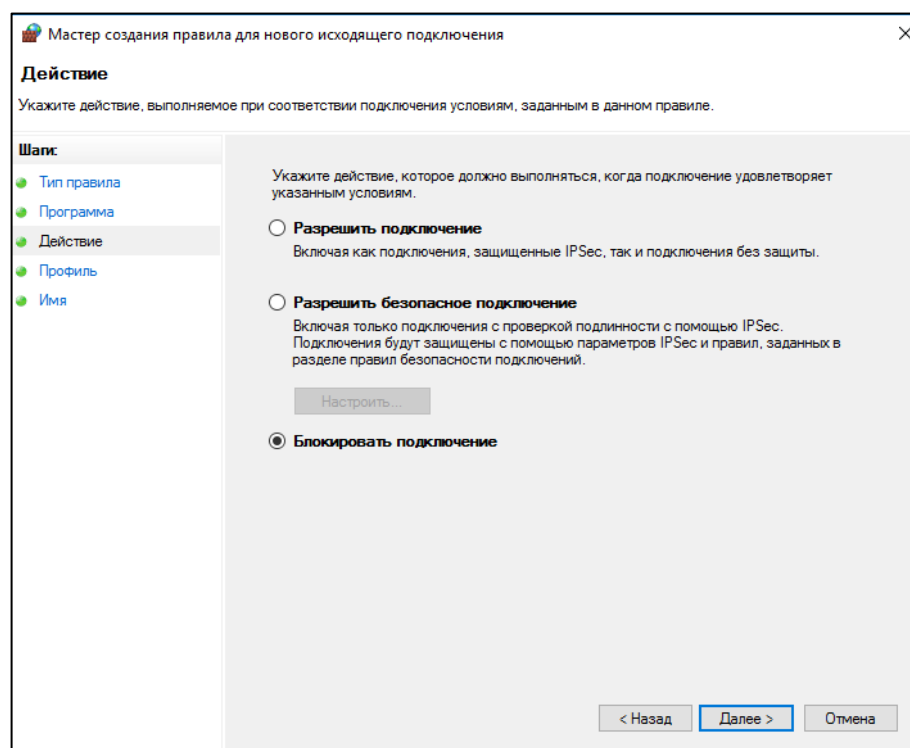 Мастер создания правила для нового исходящего подключения
Действие
Укажите действие, выполняемое при соответствии подключения условиям, заданным в данном правиле.
Шаги:
Тип правила
Программа
Действие
Профиль
Имя
Укажите действие, которое должно выполняться, когда подключение удовлетворяет
указанным условиям.
Разрешить подключение
Включая как подключения, защищенные IPSec, так и подключения без защиты.
Разрешить безопасное подключение
Включая только подключения с проверкой подлинности с помощью IPSec.
Подключения будут защищены с помощью параметров IPSec и правил, заданных в
разделе правил безопасности подключений.
Настроить...
Блокировать подключение
< Назад
Далее >
Отмена